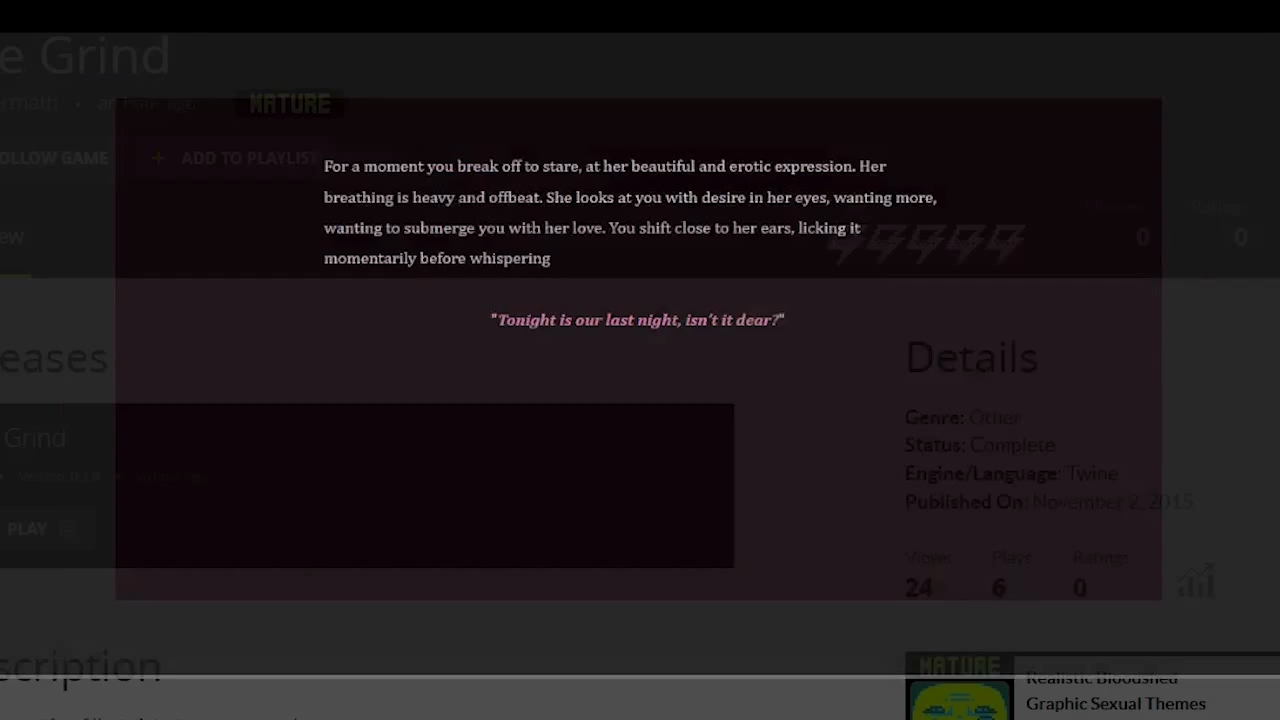 e Grind
MATURE
OLLOW GAME + ADD TO PLAYLIST
For a moment you break off to stare, at her beautiful and erotic expression. Her
breathing is heavy and offbeat. She looks at you with desire in her eyes, wanting more,
wanting to submerge you with her love. You shift close to her ears, licking it
momentarily before whispering
ew
0 0
"Tonight is our last night, isn't it dear?"
eases
Details
Grind
Genre: Other
Status: Complete
Engine/Language: Twine
Published On: November 2, 2015
PLAY
Views Plays Ratings
24 6 0
scription
MATURE
Realistic Bloodshed
Graphic Sexual Themes